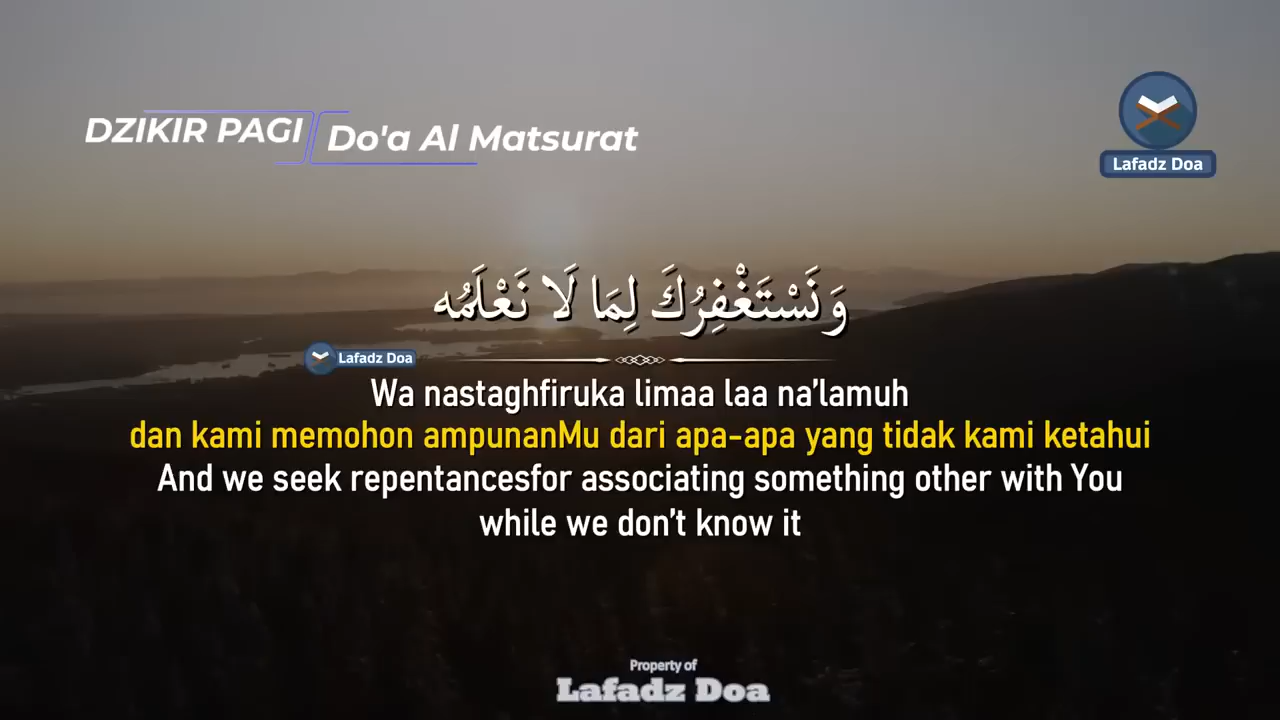 DZIKIR PAGI
Do'a Al Matsurat
Lafadz Doa
وَنَسْتَغْفِرُكَ لِمَا لَا نَعْلَمُه
Lafadz Doa
Wa nastaghfiruka limaa laa na’lamuh
dan kami memohon ampunanMu dari apa-apa yang tidak kami ketahui
And we seek repentancesfor associating something other with You
while we don’t know it
Property of
Lafadz Doa